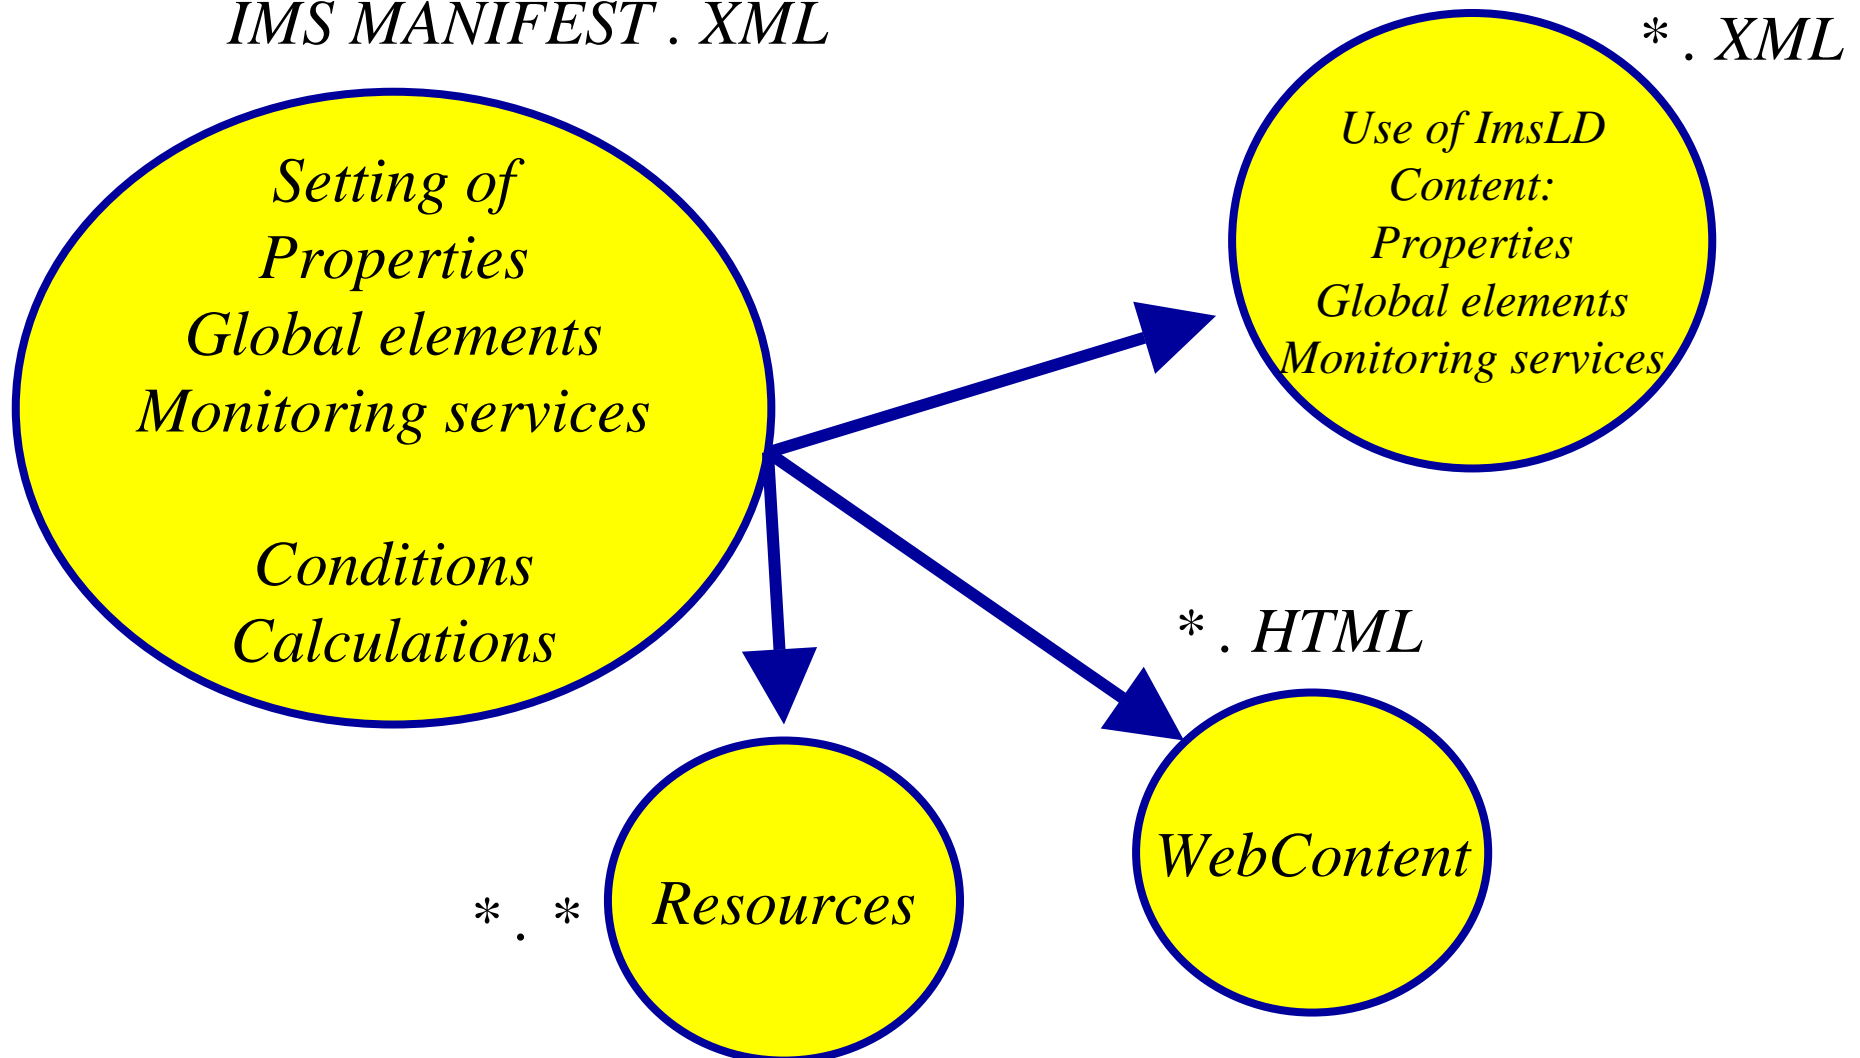 IMS MANIFEST . XML
Setting of
Properties
Global elements
Monitoring services
Conditions
Calculations
* . XML
Use of ImsLD
Content:
Properties
Global elements
Monitoring services
* . HTML
WebContent
* . *
Resources